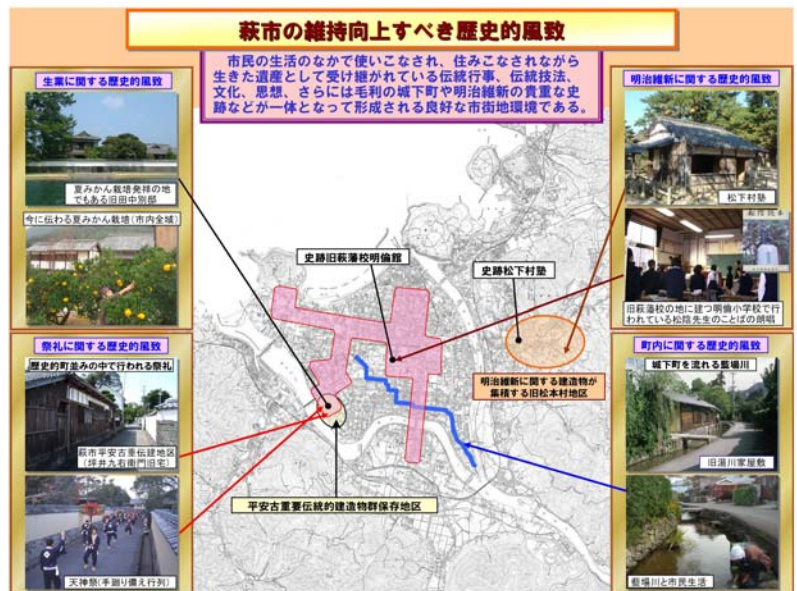 萩市の維持向上すべき歴史的風致
市民の生活のなかで使いこなされ、住みこなされながら
生きた遺産として受け継がれている伝統行事、伝統技法、
文化、思想、さらには毛利の城下町や明治維新の貴重な史
跡などが一体となって形成される良好な市街地環境である。
生業に関する歴史的風致
夏みかん栽培発祥の地
でもある旧田中別邸
今に伝わる夏みかん栽培(市内全域)
祭礼に関する歴史的風致
歴史的町並みの中で行われる祭礼
萩市平安古重伝建地区
(坪井九右衛門旧宅)
天神祭(手廻り備え行列)
史跡旧萩藩校明倫館
史跡松下村塾
明治維新に関する建造物が
集積する旧松本村地区
平安古重要伝統的建造物群保存地区
明治維新に関する歴史的風致
松下村塾
旧萩藩校の地に建つ明倫小学校で行
われている松陰先生のことばの朗唱
町内に関する歴史的風致
城下町を流れる藍場川
旧湯川家屋敷
藍場川と市民生活